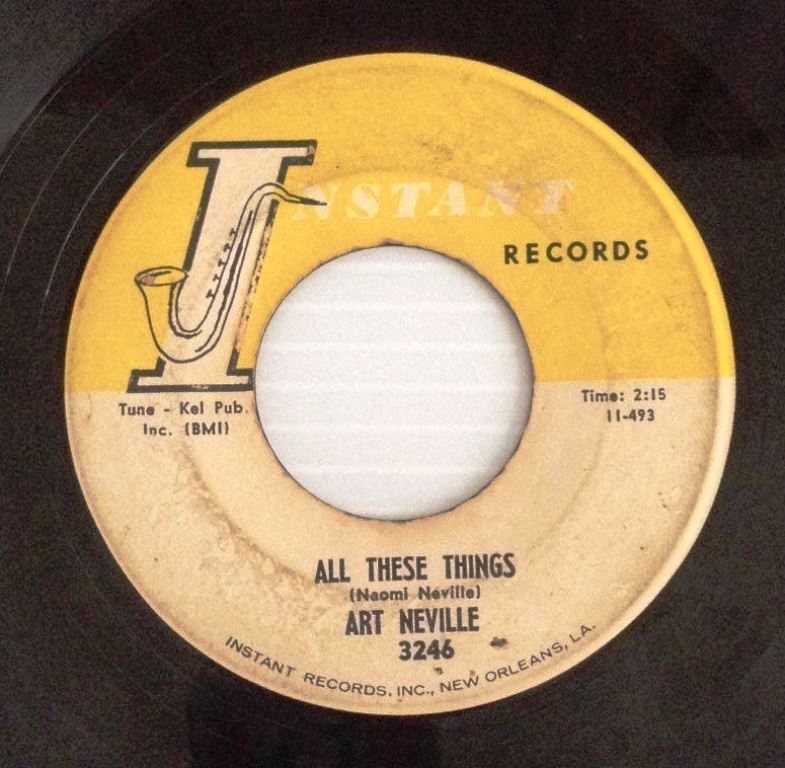 INSTANT
RECORDS
Tune - Kel Pub.
Inc. (BMI)
Time: 2:15
11-493
ALL THESE THINGS
(Naomi Neville)
ART NEVILLE
3246
INSTANT RECORDS, INC., NEW ORLEANS, LA.